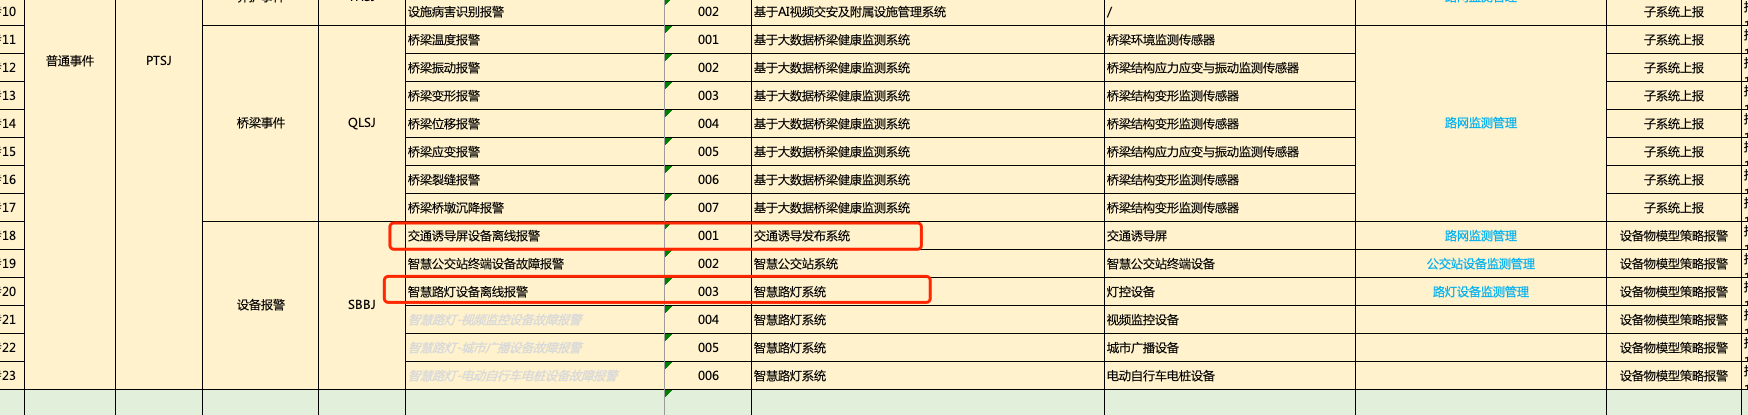 #10 设施病害识别报警 002 基于AI视频交安及附属设施管理系统 / 子系统上报
#11 桥梁温度报警 001 基于大数据桥梁健康监测系统 桥梁环境监测传感器 子系统上报
#12 普通事件 PTSJ 桥梁振动报警 002 基于大数据桥梁健康监测系统 桥梁结构应力应变与振动监测传感器 子系统上报
#13 桥梁变形报警 003 基于大数据桥梁健康监测系统 桥梁结构变形监测传感器 子系统上报
#14 桥梁事件 QLSJ 桥梁位移报警 004 基于大数据桥梁健康监测系统 桥梁结构变形监测传感器 路网监测管理 子系统上报
#15 桥梁应变报警 005 基于大数据桥梁健康监测系统 桥梁结构应力应变与振动监测传感器 子系统上报
#16 桥梁裂缝报警 006 基于大数据桥梁健康监测系统 桥梁结构变形监测传感器 子系统上报
#17 桥梁桥墩沉降报警 007 基于大数据桥梁健康监测系统 桥梁结构变形监测传感器 子系统上报
#18 交通诱导屏设备离线报警 001 交通诱导发布系统 交通诱导屏 路网监测管理 设备物模型策略报警
#19 智慧公交站终端设备故障报警 002 智慧公交站系统 智慧公交站终端设备 公交站设备监测管理 设备物模型策略报警
#20 设备报警 SBBJ 智慧路灯设备离线报警 003 智慧路灯系统 灯控设备 路灯设备监测管理 设备物模型策略报警
#21 智慧路灯-视频监控设备故障报警 004 智慧路灯系统 视频监控设备 设备物模型策略报警
#22 智慧路灯-城市广播设备故障报警 005 智慧路灯系统 城市广播设备 设备物模型策略报警
#23 智慧路灯-电动自行车电桩设备故障报警 006 智慧路灯系统 电动自行车电桩设备 设备物模型策略报警